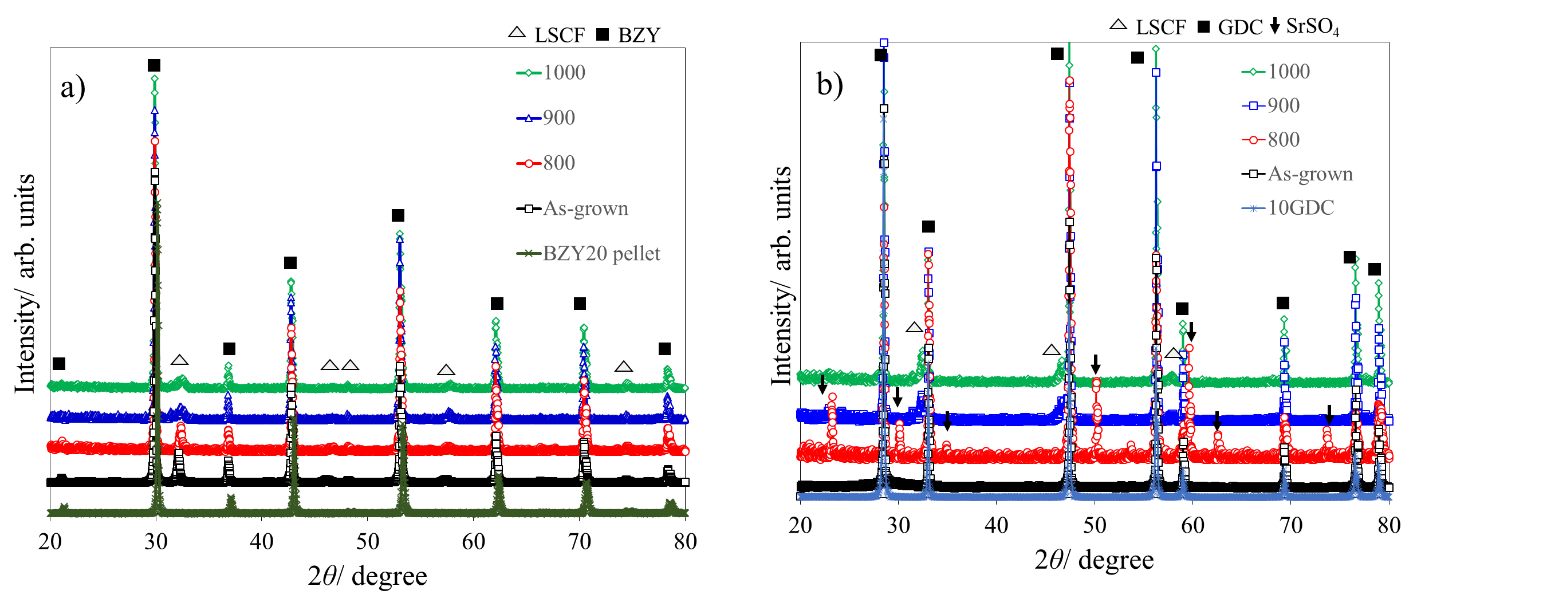 △ LSCF ■ BZY
a)
1000
900
800
As-grown
BZY20 pellet
Intensity/ arb. units
20 30 40 50 60 70 80
2θ/ degree
△ LSCF ■ GDC ↓ SrSO₄
b)
1000
900
800
As-grown
10GDC
Intensity/ arb. units
20 30 40 50 60 70 80
2θ/ degree